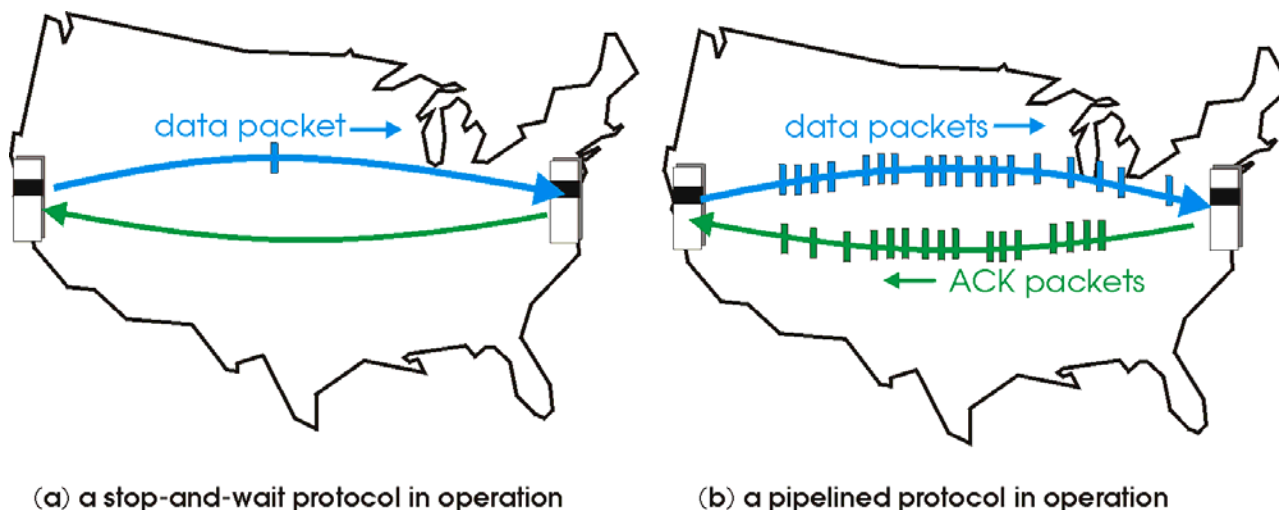 data packet
data packets
ACK packets
(a) a stop-and-wait protocol in operation
(b) a pipelined protocol in operation